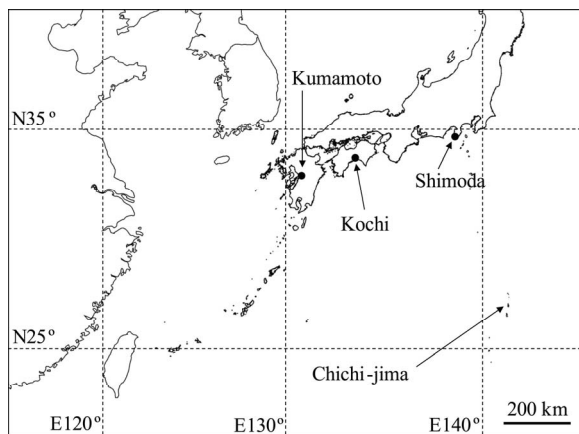 Kumamoto
N35°
Shimoda
Kochi
N25°
Chichi-jima
E120°
E130°
E140°
200 km